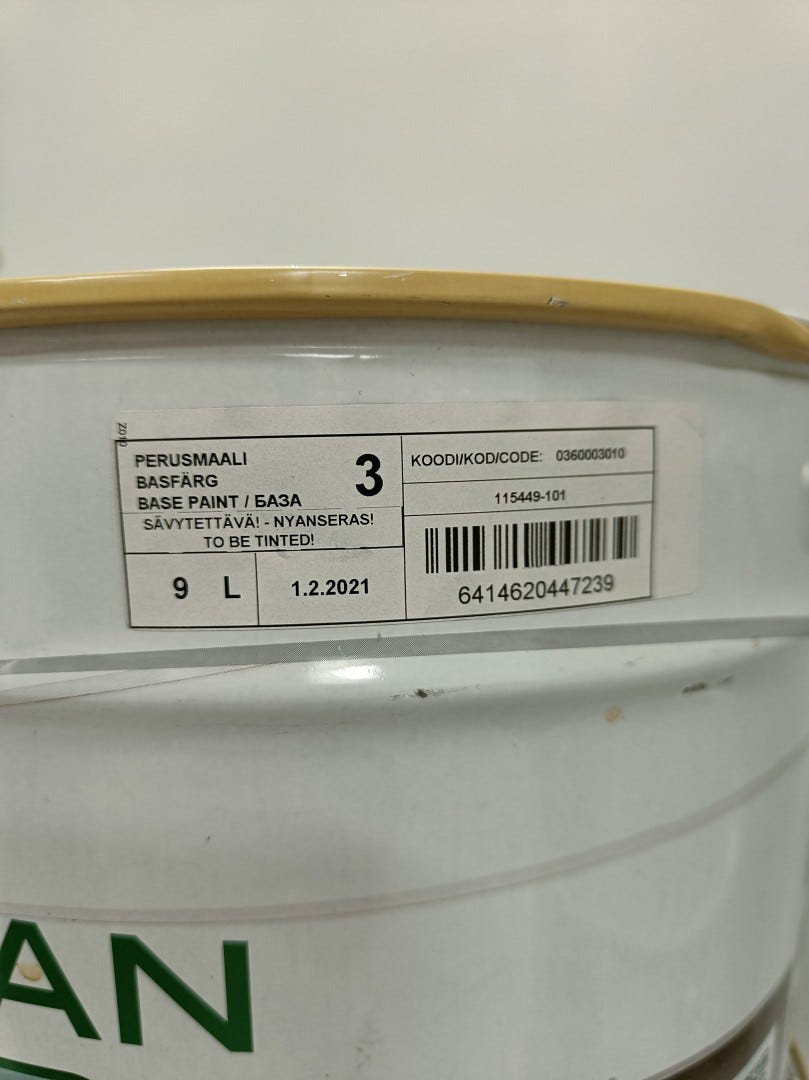 PERUSMAALI
BASFÄRG
BASE PAINT / БАЗА
3
SÄVYTETTÄVÄ! - NYANSERAS!
TO BE TINTED!
9 L
1.2.2021
KOODI/KOD/CODE: 0360003010
115449-101
6414620447239
AN